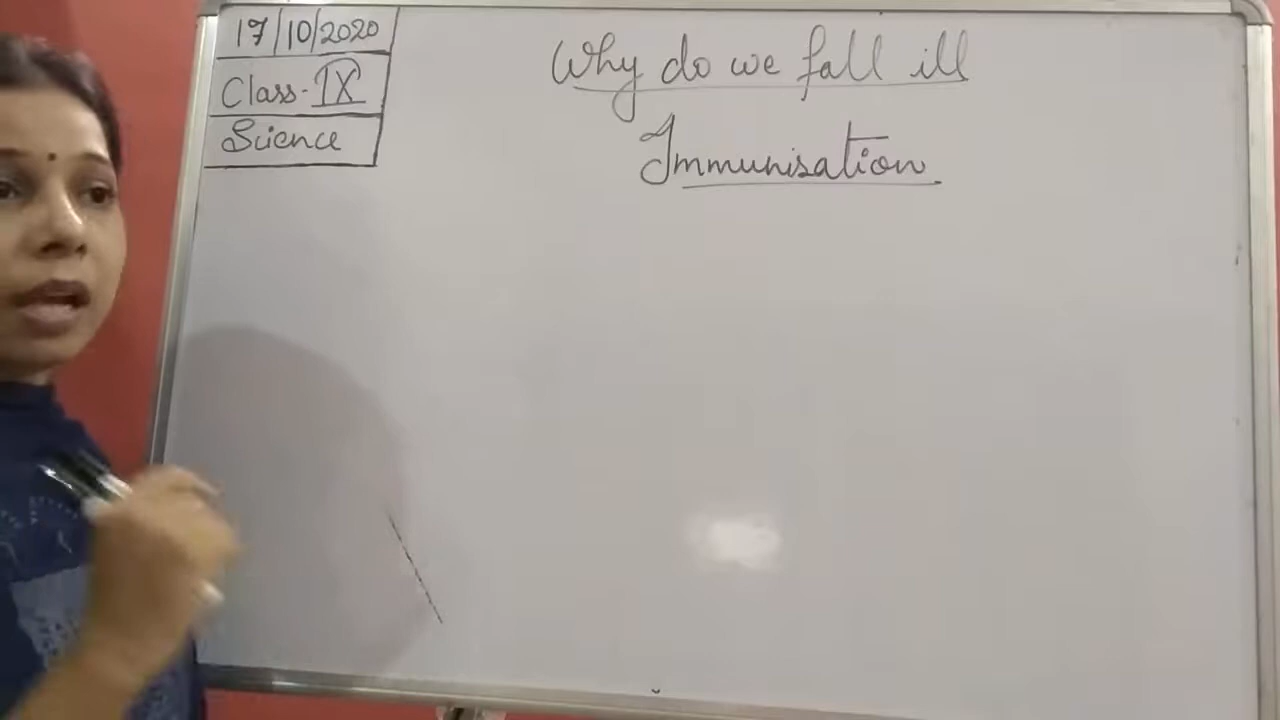 17/10/2020
Class-IX
Science
Why do we fall ill
Immunisation